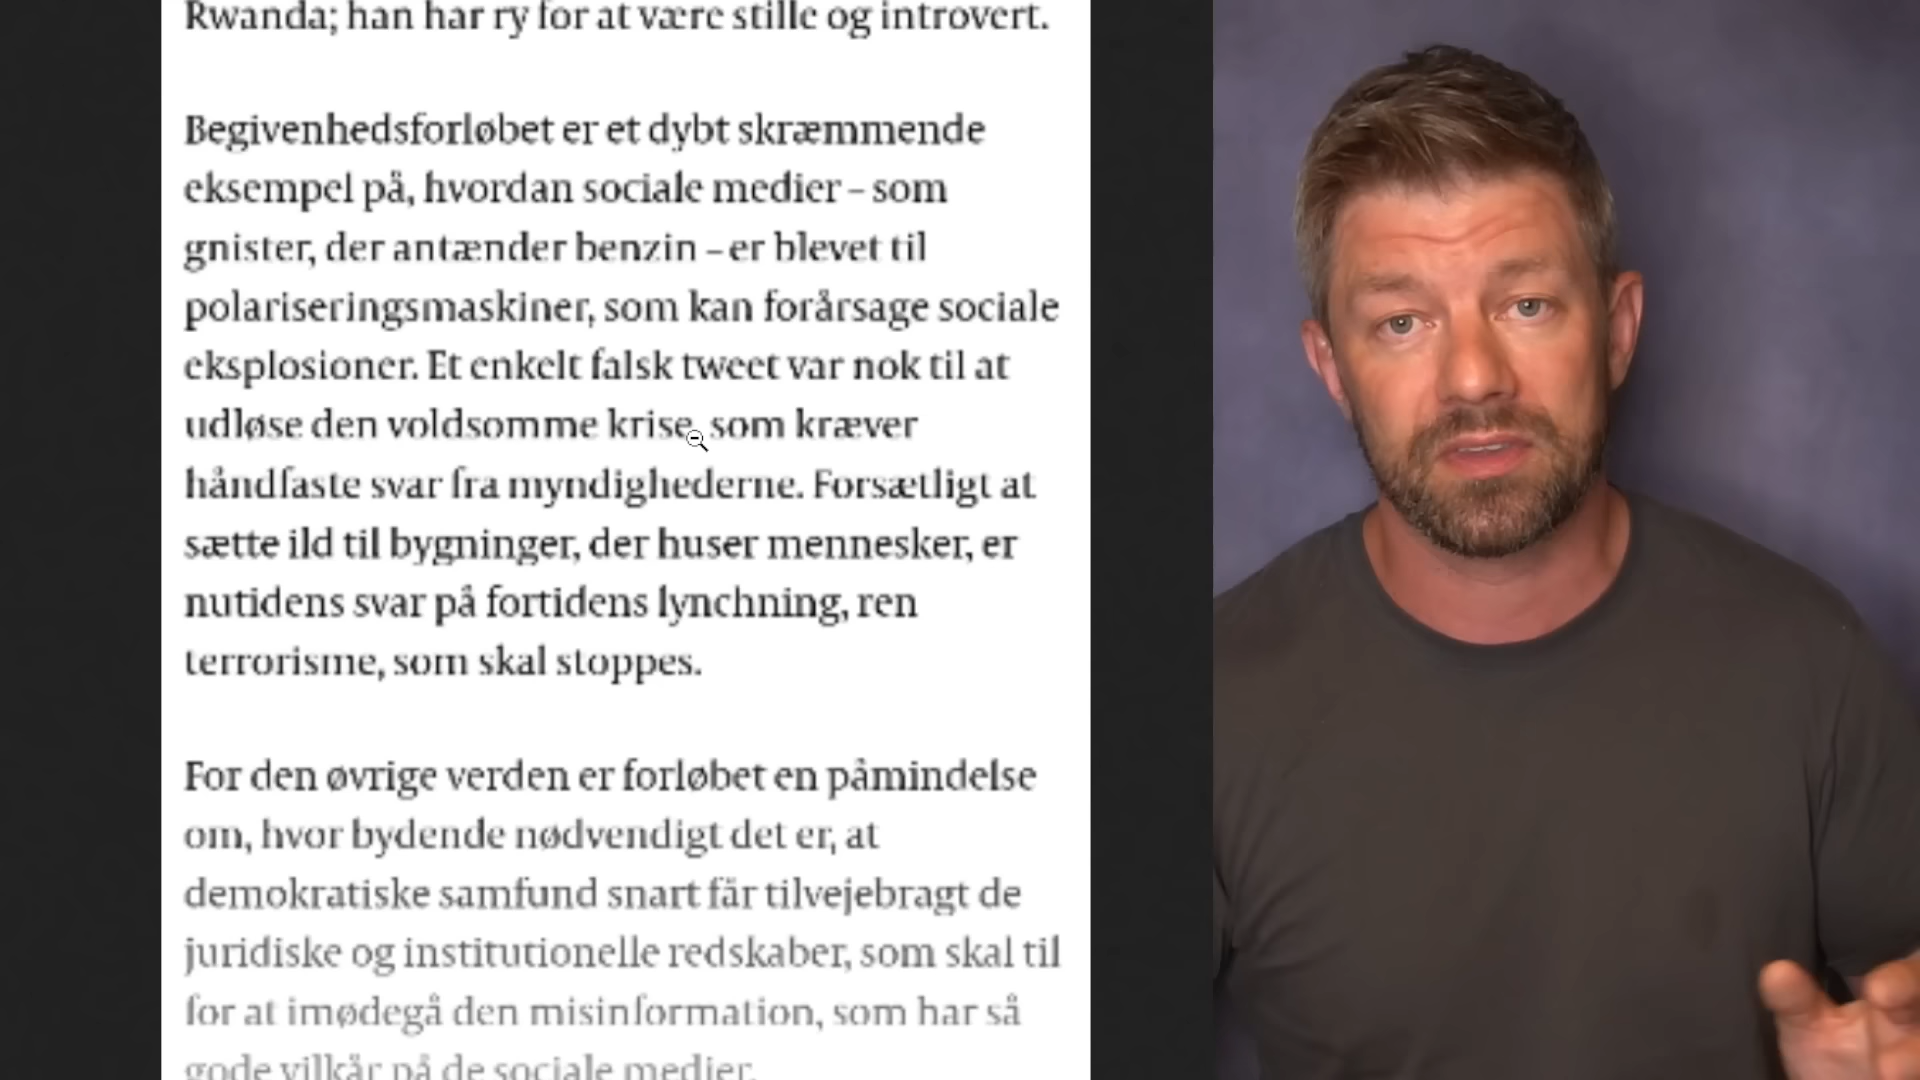 Rwanda; han har ry for at være stille og introvert.
Begivenhedsforløbet er et dybt skræmmende
eksempel på, hvordan sociale medier – som
gnister, der antænder benzin – er blevet til
polariseringsmaskiner, som kan forårsage sociale
eksplosioner. Et enkelt falsk tweet var nok til at
udløse den voldsomme krise, som kræver
håndfaste svar fra myndighederne. Forsætligt at
sætte ild til bygninger, der huser mennesker, er
nutidens svar på fortidens lynchning, ren
terrorisme, som skal stoppes.
For den øvrige verden er forløbet en påmindelse
om, hvor bydende nødvendigt det er, at
demokratiske samfund snart får tilvejebragt de
juridiske og institutionelle redskaber, som skal til
for at imødegå den misinformation, som har så
gode vilkår på de sociale medier.